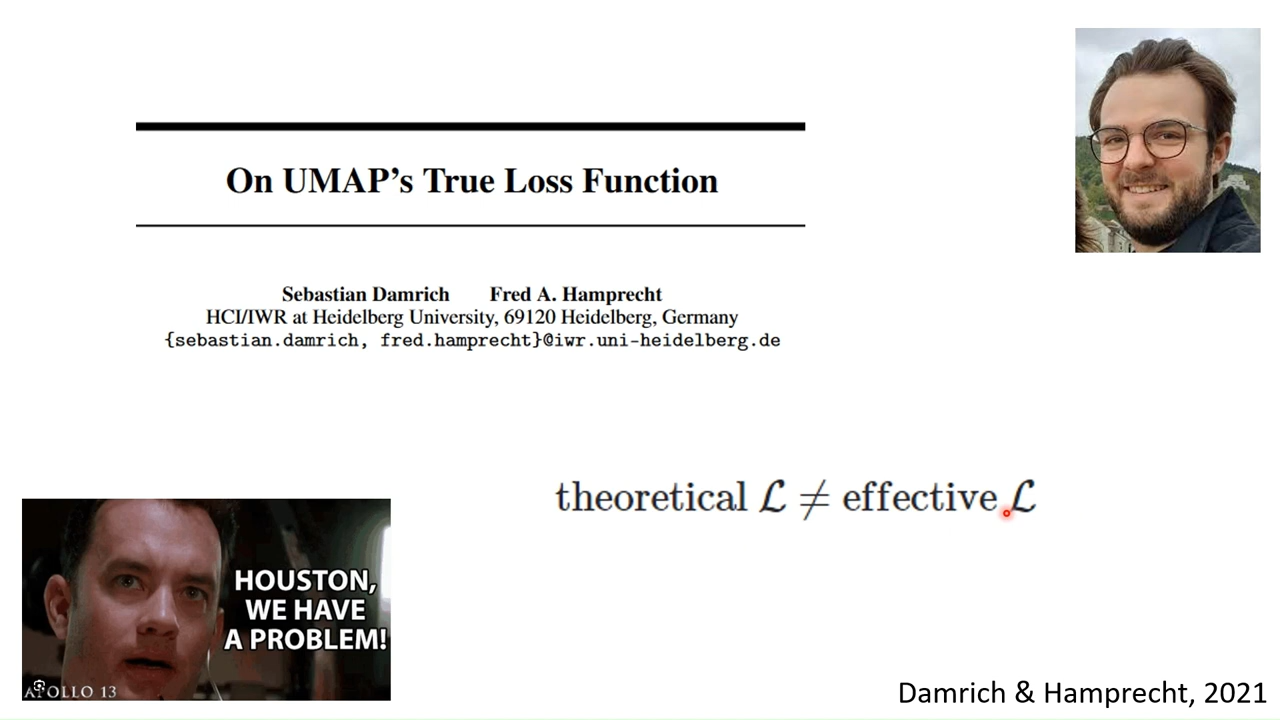 On UMAP's True Loss Function
Sebastian Damrich Fred A. Hamprecht
HCI/IWR at Heidelberg University, 69120 Heidelberg, Germany
{sebastian.damrich, fred.hamprecht}@iwr.uni-heidelberg.de
theoretical ℒ ≠ effective ℒ
HOUSTON,
WE HAVE
A PROBLEM!
APOLLO 13
Damrich & Hamprecht, 2021